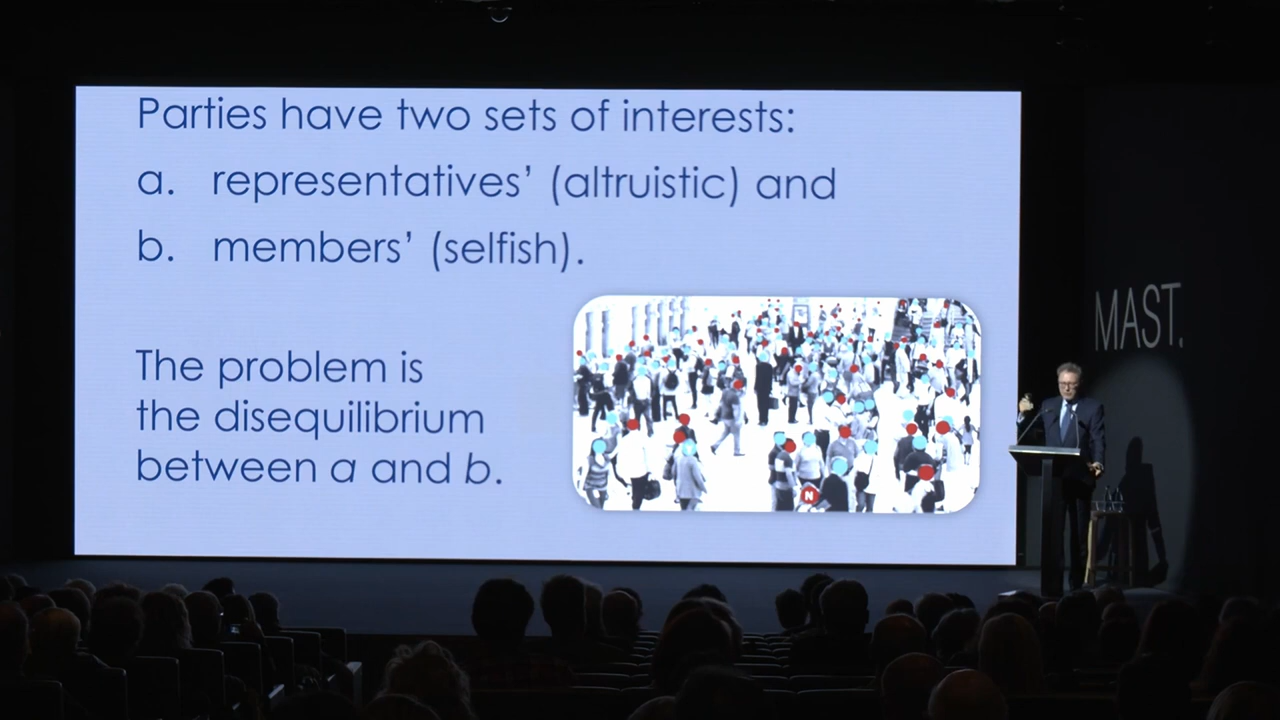 Parties have two sets of interests:
a. representatives’ (altruistic) and
b. members’ (selfish).
The problem is
the disequilibrium
between a and b.
N
MAST.